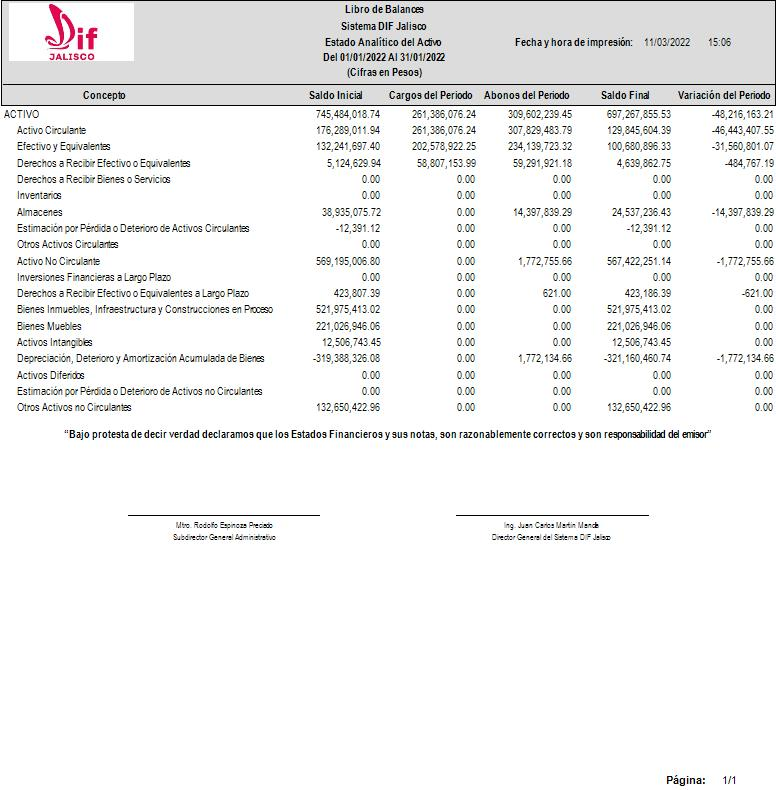 Dif
JALISCO
Libro de Balances
Sistema DIF Jalisco
Estado Analítico del Activo
Del 01/01/2022 Al 31/01/2022
(Cifras en Pesos)
Fecha y hora de impresión: 11/03/2022 15:06
Concepto Saldo Inicial Cargos del Periodo Abonos del Periodo Saldo Final Variación del Periodo
ACTIVO 745,484,018.74 261,386,076.24 309,602,239.45 697,267,855.53 -48,216,163.21
Activo Circulante 176,289,011.94 261,386,076.24 307,829,483.79 129,845,604.39 -46,443,407.55
Efectivo y Equivalentes 132,241,697.40 202,578,922.25 234,139,723.32 100,680,896.33 -31,560,801.07
Derechos a Recibir Efectivo o Equivalentes 5,124,629.94 58,807,153.99 59,291,921.18 4,639,862.75 -484,767.19
Derechos a Recibir Bienes o Servicios 0.00 0.00 0.00 0.00 0.00
Inventarios 0.00 0.00 0.00 0.00 0.00
Almacenes 38,935,075.72 0.00 14,397,839.29 24,537,236.43 -14,397,839.29
Estimación por Pérdida o Deterioro de Activos Circulantes -12,391.12 0.00 0.00 -12,391.12 0.00
Otros Activos Circulantes 0.00 0.00 0.00 0.00 0.00
Activo No Circulante 569,195,006.80 0.00 1,772,755.66 567,422,251.14 -1,772,755.66
Inversiones Financieras a Largo Plazo 0.00 0.00 0.00 0.00 0.00
Derechos a Recibir Efectivo o Equivalentes a Largo Plazo 423,807.39 0.00 621.00 423,186.39 -621.00
Bienes Inmuebles, Infraestructura y Construcciones en Proceso 521,975,413.02 0.00 0.00 521,975,413.02 0.00
Bienes Muebles 221,026,946.06 0.00 0.00 221,026,946.06 0.00
Activos Intangibles 12,506,743.45 0.00 0.00 12,506,743.45 0.00
Depreciación, Deterioro y Amortización Acumulada de Bienes -319,388,326.08 0.00 1,772,134.66 -321,160,460.74 -1,772,134.66
Activos Diferidos 0.00 0.00 0.00 0.00 0.00
Estimación por Pérdida o Deterioro de Activos no Circulantes 0.00 0.00 0.00 0.00 0.00
Otros Activos no Circulantes 132,650,422.96 0.00 0.00 132,650,422.96 0.00
“Bajo protesta de decir verdad declaramos que los Estados Financieros y sus notas, son razonablemente correctos y son responsabilidad del emisor”
Mtro. Rodolfo Espinoza Preciado
Subdirector General Administrativo
Ing. Juan Carlos Martín Mancilla
Director General del Sistema DIF Jalisco
Página: 1/1